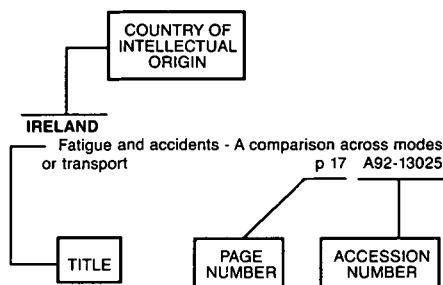 COUNTRY OF
INTELLECTUAL
ORIGIN
IRELAND
Fatigue and accidents - A comparison across modes
or transport p 17 A92-13025
TITLE
PAGE
NUMBER
ACCESSION
NUMBER